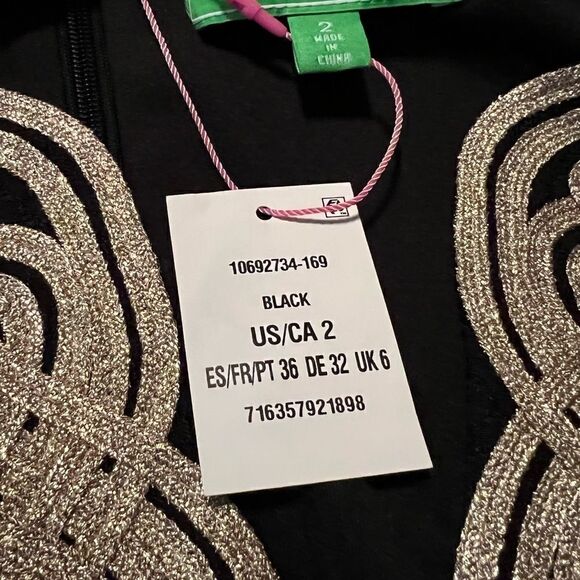 2
MADE
IN
CHINA
10692734-169
BLACK
US/CA 2
ES/FR/PT 36 DE 32 UK 6
716357921898